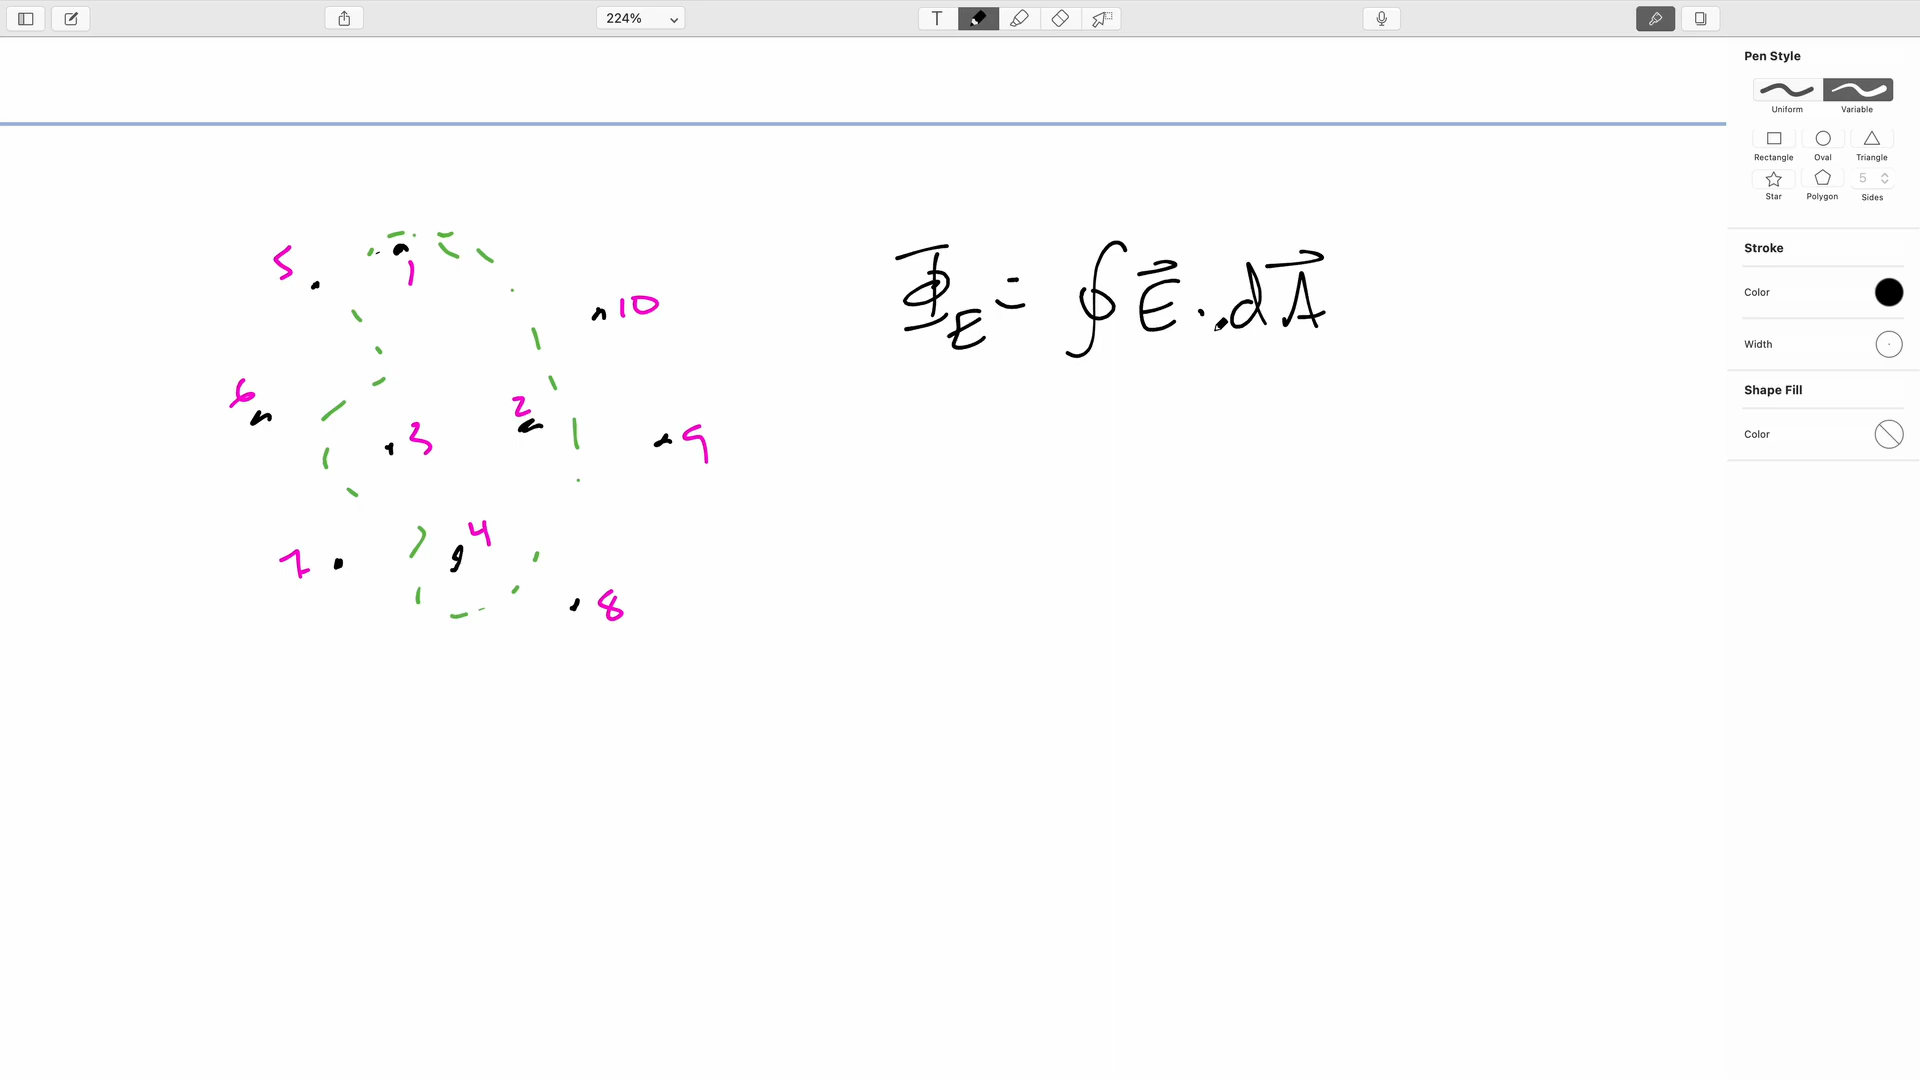 224%
T
Pen Style
Uniform
Variable
Rectangle
Oval
Triangle
Star
Polygon
5
Sides
Stroke
Color
Width
Shape Fill
Color
5
1
10
6
2
3
9
4
7
8
Φ_E = ∮ E⃗ · dA⃗